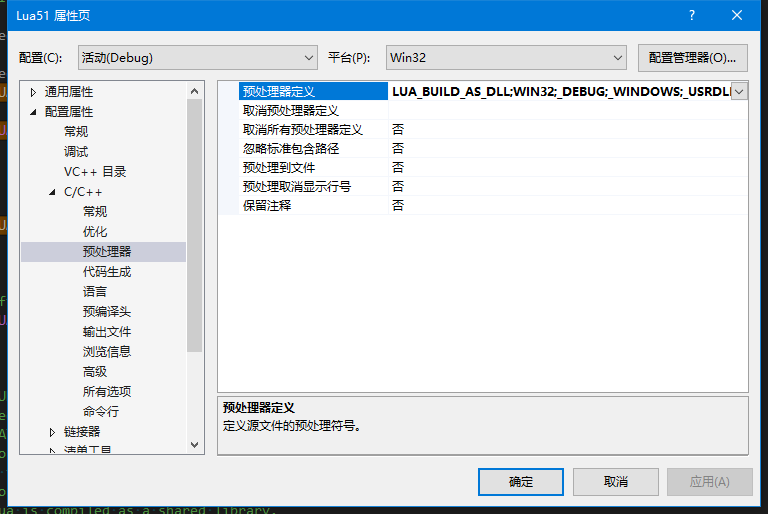 Lua51 属性页
配置(C): 活动(Debug) 平台(P): Win32 配置管理器(O)...
通用属性
配置属性
常规
调试
VC++ 目录
C/C++
常规
优化
预处理器
代码生成
语言
预编译头
输出文件
浏览信息
高级
所有选项
命令行
链接器
清单工具
预处理器定义 LUA_BUILD_AS_DLL;WIN32;_DEBUG;_WINDOWS;_USRDLL
取消预处理器定义
取消所有预处理器定义 否
忽略标准包含路径 否
预处理到文件 否
预处理取消显示行号 否
保留注释 否
预处理器定义
定义源文件的预处理符号。
确定 取消 应用(A)
ua is compiled as a shared library.